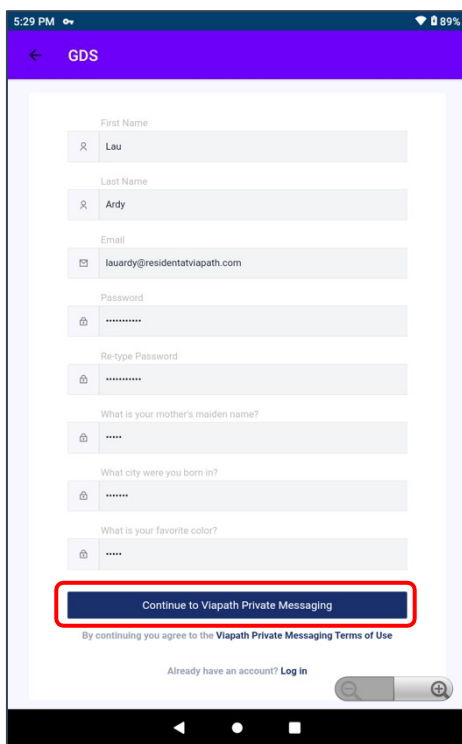 5:29 PM
89%
GDS
First Name
Lau
Last Name
Ardy
Email
lauardy@residentatviapath.com
Password
•••••••••••
Re-type Password
•••••••••••
What is your mother's maiden name?
•••••
What city were you born in?
•••••••
What is your favorite color?
•••••
Continue to Viapath Private Messaging
By continuing you agree to the Viapath Private Messaging Terms of Use
Already have an account? Log in